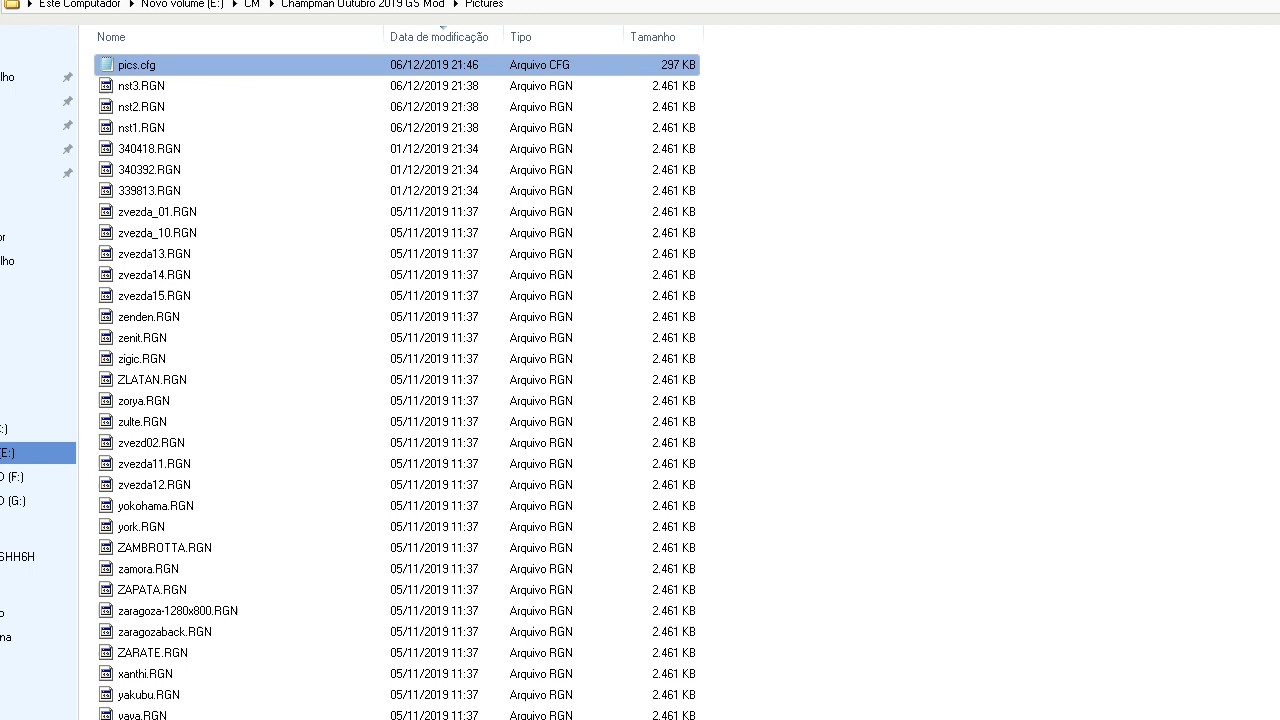 Este Computador Novo volume (E:) CM Champman Outubro 2019 GS Mod Pictures
Nome Data de modificação Tipo Tamanho
pics.cfg 06/12/2019 21:46 Arquivo CFG 297 KB
lho nst3.RGN 06/12/2019 21:38 Arquivo RGN 2.461 KB
nst2.RGN 06/12/2019 21:38 Arquivo RGN 2.461 KB
nst1.RGN 06/12/2019 21:38 Arquivo RGN 2.461 KB
340418.RGN 01/12/2019 21:34 Arquivo RGN 2.461 KB
340392.RGN 01/12/2019 21:34 Arquivo RGN 2.461 KB
339813.RGN 01/12/2019 21:34 Arquivo RGN 2.461 KB
zvezda_01.RGN 05/11/2019 11:37 Arquivo RGN 2.461 KB
or zvezda_10.RGN 05/11/2019 11:37 Arquivo RGN 2.461 KB
lho zvezda13.RGN 05/11/2019 11:37 Arquivo RGN 2.461 KB
zvezda14.RGN 05/11/2019 11:37 Arquivo RGN 2.461 KB
zvezda15.RGN 05/11/2019 11:37 Arquivo RGN 2.461 KB
zenden.RGN 05/11/2019 11:37 Arquivo RGN 2.461 KB
zenit.RGN 05/11/2019 11:37 Arquivo RGN 2.461 KB
zigic.RGN 05/11/2019 11:37 Arquivo RGN 2.461 KB
ZLATAN.RGN 05/11/2019 11:37 Arquivo RGN 2.461 KB
zorya.RGN 05/11/2019 11:37 Arquivo RGN 2.461 KB
:) zulte.RGN 05/11/2019 11:37 Arquivo RGN 2.461 KB
(E:) zvezd02.RGN 05/11/2019 11:37 Arquivo RGN 2.461 KB
zvezda11.RGN 05/11/2019 11:37 Arquivo RGN 2.461 KB
(F:) zvezda12.RGN 05/11/2019 11:37 Arquivo RGN 2.461 KB
(G:) yokohama.RGN 05/11/2019 11:37 Arquivo RGN 2.461 KB
york.RGN 05/11/2019 11:37 Arquivo RGN 2.461 KB
SHH6H ZAMBROTTA.RGN 05/11/2019 11:37 Arquivo RGN 2.461 KB
zamora.RGN 05/11/2019 11:37 Arquivo RGN 2.461 KB
ZAPATA.RGN 05/11/2019 11:37 Arquivo RGN 2.461 KB
o zaragoza-1280x800.RGN 05/11/2019 11:37 Arquivo RGN 2.461 KB
na zaragozaback.RGN 05/11/2019 11:37 Arquivo RGN 2.461 KB
ZARATE.RGN 05/11/2019 11:37 Arquivo RGN 2.461 KB
xanthi.RGN 05/11/2019 11:37 Arquivo RGN 2.461 KB
yakubu.RGN 05/11/2019 11:37 Arquivo RGN 2.461 KB
yaya.RGN 05/11/2019 11:37 Arquivo RGN 2.461 KB